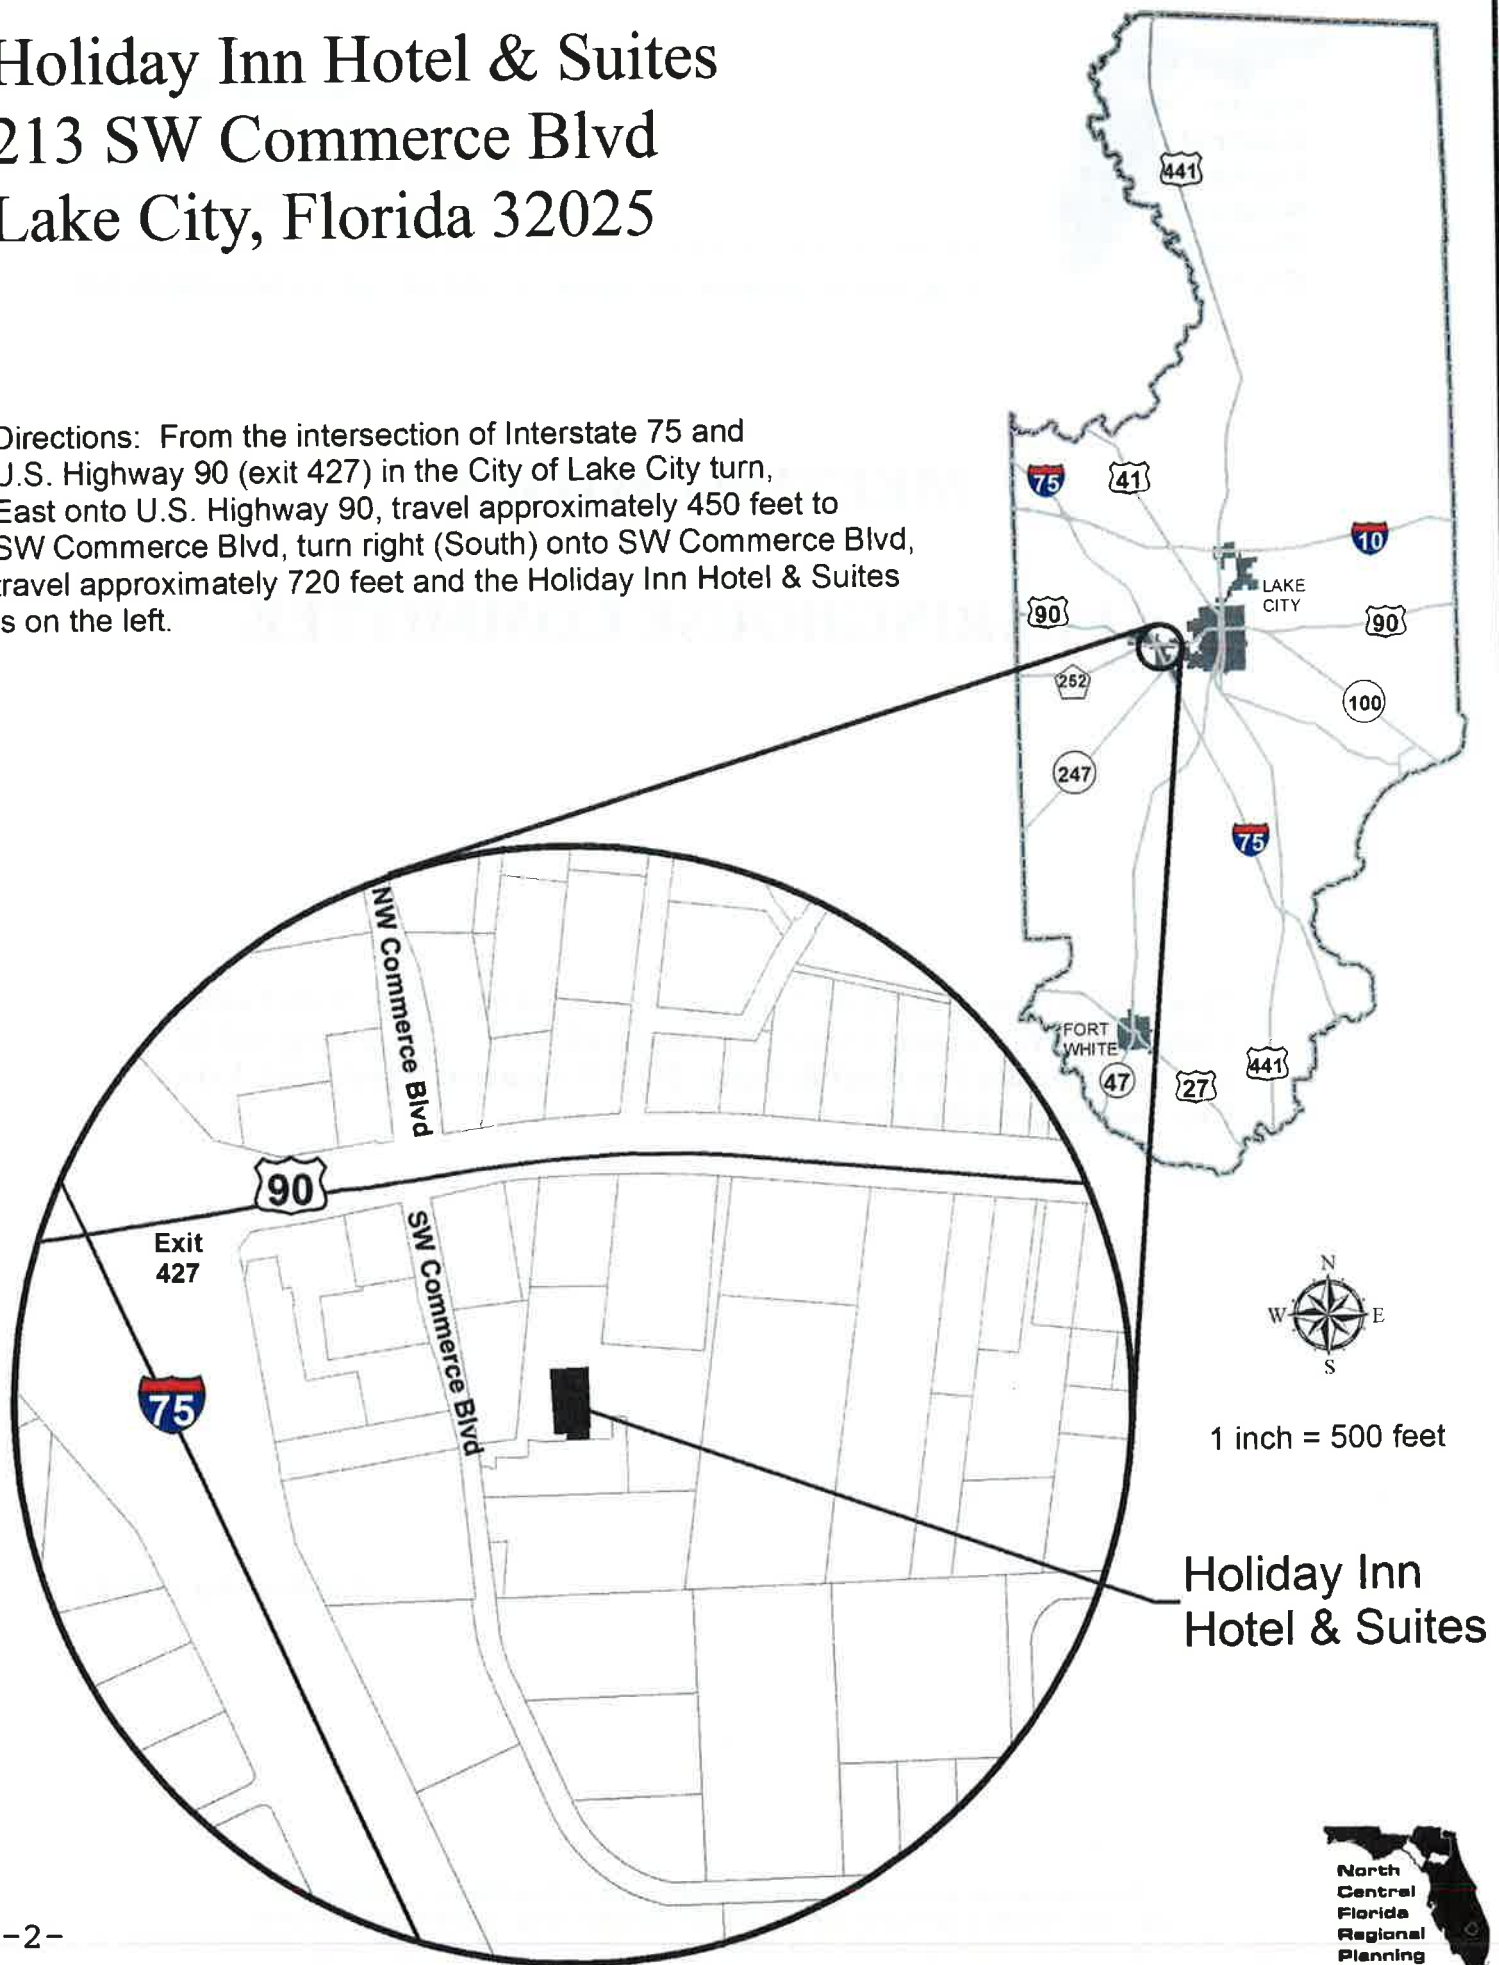 Holiday Inn Hotel & Suites
213 SW Commerce Blvd
Lake City, Florida 32025
Directions: From the intersection of Interstate 75 and
U.S. Highway 90 (exit 427) in the City of Lake City turn,
East onto U.S. Highway 90, travel approximately 450 feet to
SW Commerce Blvd, turn right (South) onto SW Commerce Blvd,
travel approximately 720 feet and the Holiday Inn Hotel & Suites
is on the left.
441
75
41
10
LAKE
CITY
90
90
252
100
247
75
FORT
WHITE
47
27
441
NW Commerce Blvd
90
Exit
427
SW Commerce Blvd
75
N
W
E
S
1 inch = 500 feet
Holiday Inn
Hotel & Suites
North
Central
Florida
Regional
Planning
-2-